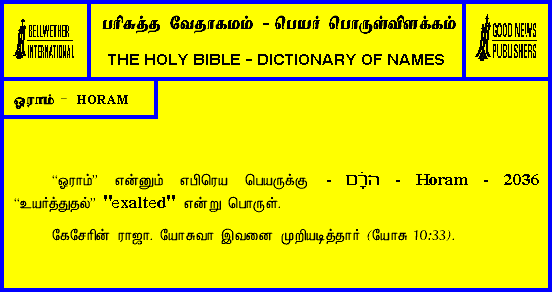 BELLWETHER
INTERNATIONAL
பரிசுத்த வேதாகமம் - பெயர் பொருள்விளக்கம்
THE HOLY BIBLE - DICTIONARY OF NAMES
GOOD NEWS
PUBLISHERS
ஓராம் - HORAM
“ஓராம்” என்னும் எபிரெய பெயருக்கு - הֹרָם - Horam - 2036
“உயர்த்துதல்” "exalted" என்று பொருள்.
கேசேரின் ராஜா. யோசுவா இவனை முறியடித்தார் (யோசு 10:33).